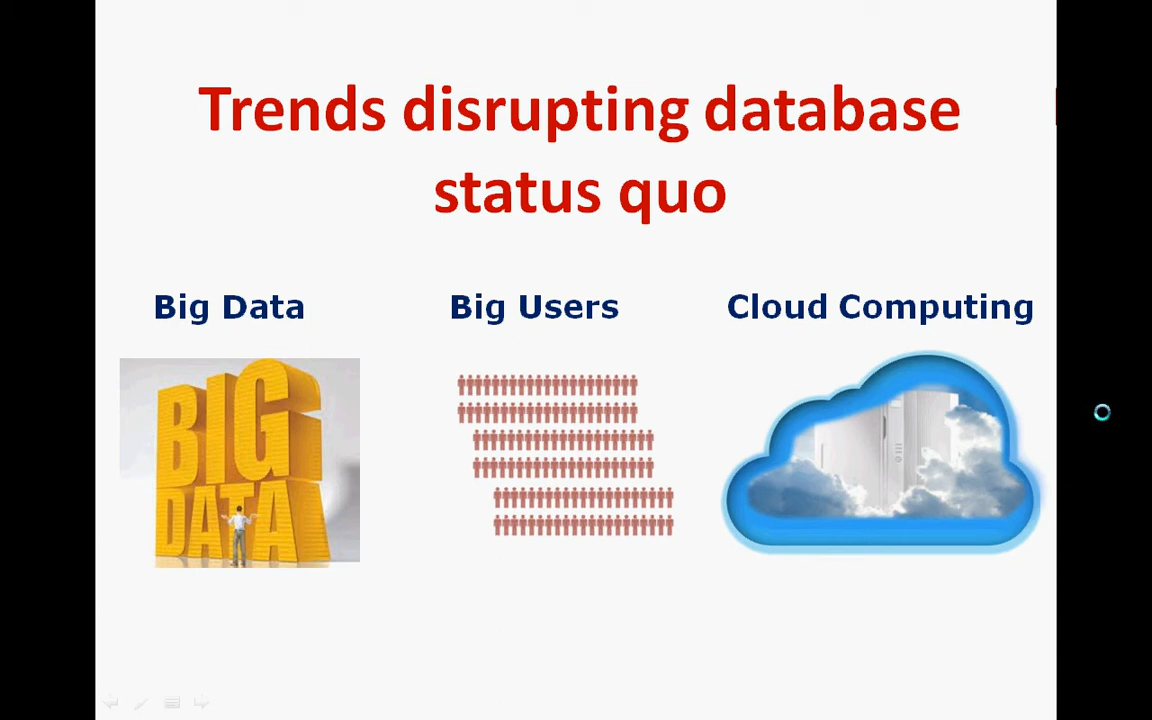 Trends disrupting database
status quo
Big Data
Big Users
Cloud Computing
BIG
DATA